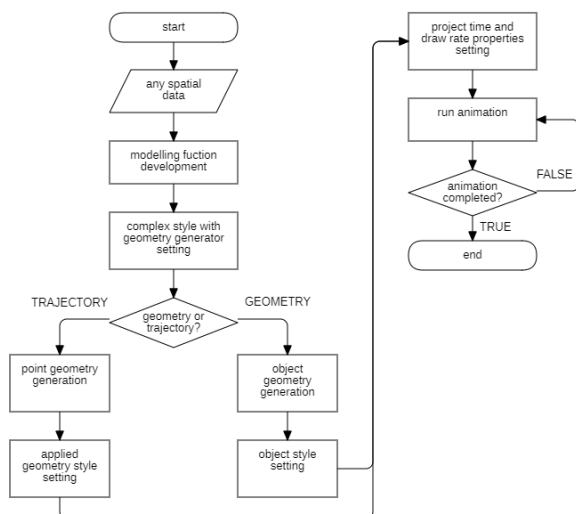 start
any spatial
data
modelling fuction
development
complex style with
geometry generator
setting
TRAJECTORY
GEOMETRY
geometry or
trajectory?
point geometry
generation
object
geometry
generation
applied
geometry style
setting
object style
setting
project time and
draw rate properties
setting
run animation
animation
completed?
FALSE
TRUE
end